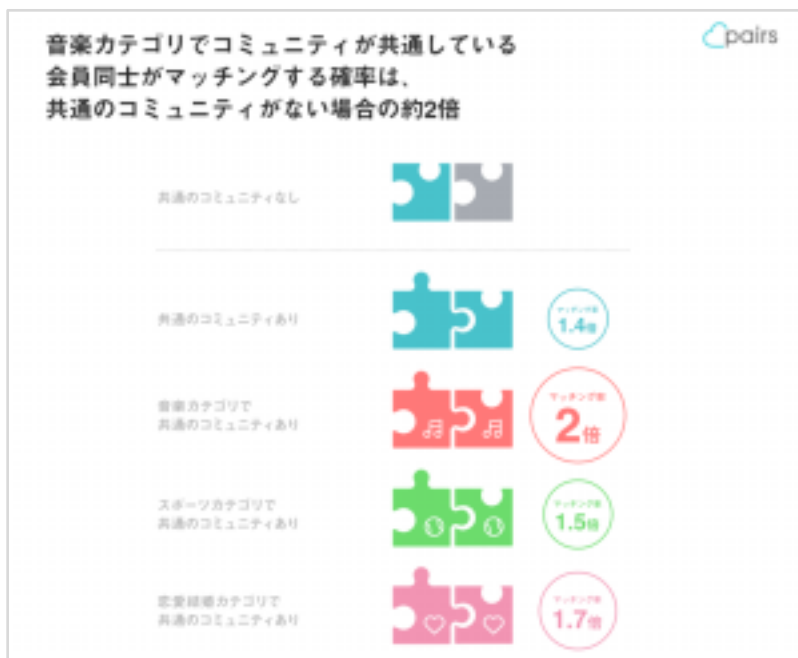 音楽カテゴリでコミュニティが共通している
会員同士がマッチングする確率は、
共通のコミュニティがない場合の約2倍
pairs
共通のコミュニティなし
共通のコミュニティあり
マッチング率
1.4倍
音楽カテゴリで
共通のコミュニティあり
マッチング率
2倍
スポーツカテゴリで
共通のコミュニティあり
マッチング率
1.5倍
恋愛結婚カテゴリで
共通のコミュニティあり
マッチング率
1.7倍